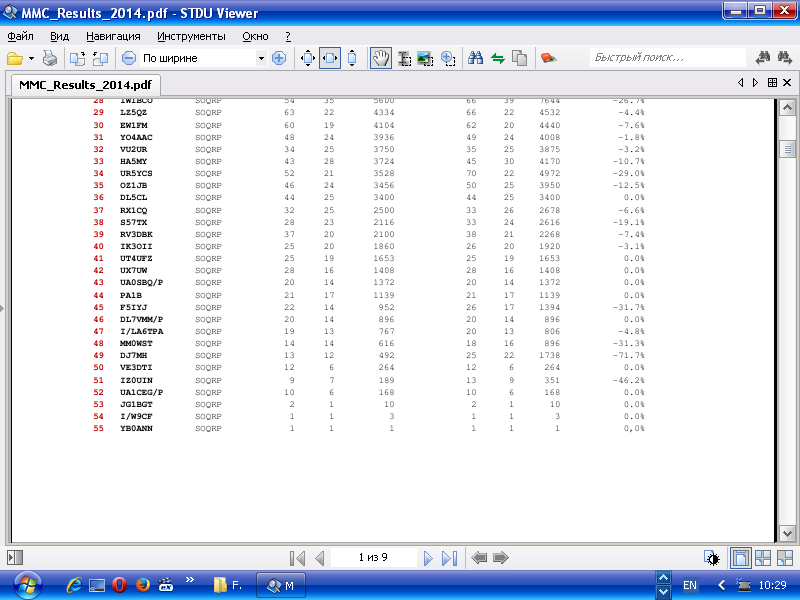 MMC_Results_2014.pdf - STDU Viewer
Файл Вид Навигация Инструменты Окно ?
По ширине Быстрый поиск...
MMC_Results_2014.pdf
28 IW1BCO SOQRP 54 35 5600 66 39 7644 -26.7%
29 LZ5QZ SOQRP 63 22 4334 66 22 4532 -4.4%
30 EW1FM SOQRP 60 19 4104 62 20 4440 -7.6%
31 YO4AAC SOQRP 48 24 3936 49 24 4008 -1.8%
32 VU2UR SOQRP 34 25 3750 35 25 3875 -3.2%
33 HA5MY SOQRP 43 28 3724 45 30 4170 -10.7%
34 UR5YCS SOQRP 52 21 3528 70 22 4972 -29.0%
35 OZ1JB SOQRP 46 24 3456 50 25 3950 -12.5%
36 DL5CL SOQRP 44 25 3400 44 25 3400 0.0%
37 RX1CQ SOQRP 32 25 2500 33 26 2678 -6.6%
38 S57TX SOQRP 28 23 2116 33 24 2616 -19.1%
39 RV3DBK SOQRP 37 20 2100 38 21 2268 -7.4%
40 IK3OII SOQRP 25 20 1860 26 20 1920 -3.1%
41 UT4UFZ SOQRP 25 19 1653 25 19 1653 0.0%
42 UX7UW SOQRP 28 16 1408 28 16 1408 0.0%
43 UA0SBQ/P SOQRP 20 14 1372 20 14 1372 0.0%
44 PA1B SOQRP 21 17 1139 21 17 1139 0.0%
45 F5IYJ SOQRP 22 14 952 26 17 1394 -31.7%
46 DL7VMM/P SOQRP 20 14 896 20 14 896 0.0%
47 I/LA6TPA SOQRP 19 13 767 20 13 806 -4.8%
48 MM0WST SOQRP 14 14 616 18 16 896 -31.3%
49 DJ7MH SOQRP 13 12 492 25 22 1738 -71.7%
50 VE3DTI SOQRP 12 6 264 12 6 264 0.0%
51 IZ0UIN SOQRP 9 7 189 13 9 351 -46.2%
52 UA1CEG/P SOQRP 10 6 168 10 6 168 0.0%
53 JG1BGT SOQRP 2 1 10 2 1 10 0.0%
54 I/W9CF SOQRP 1 1 3 1 1 3 0.0%
55 YB0ANN SOQRP 1 1 1 1 1 1 0,0%
1 из 9
F. M EN 10:29